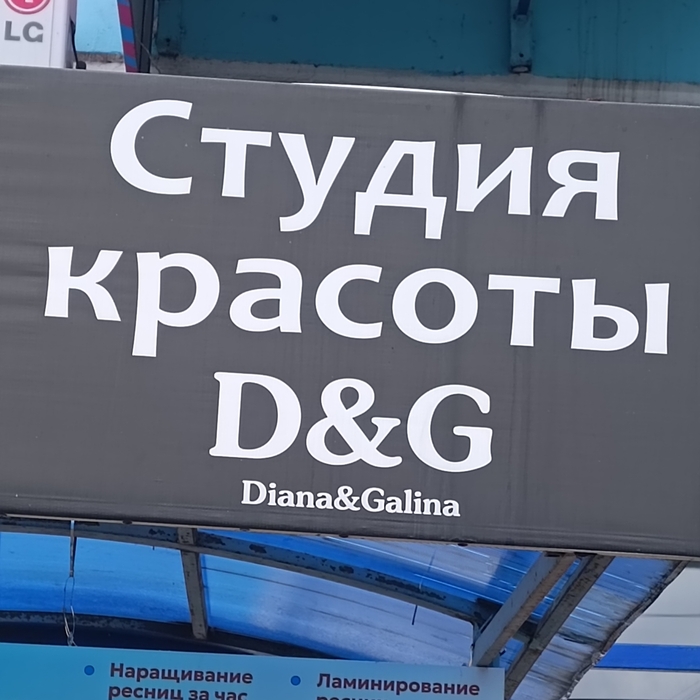 LG
Студия
красоты
D&G
Diana&Galina
• Наращивание
ресниц за час
• Ламинирование